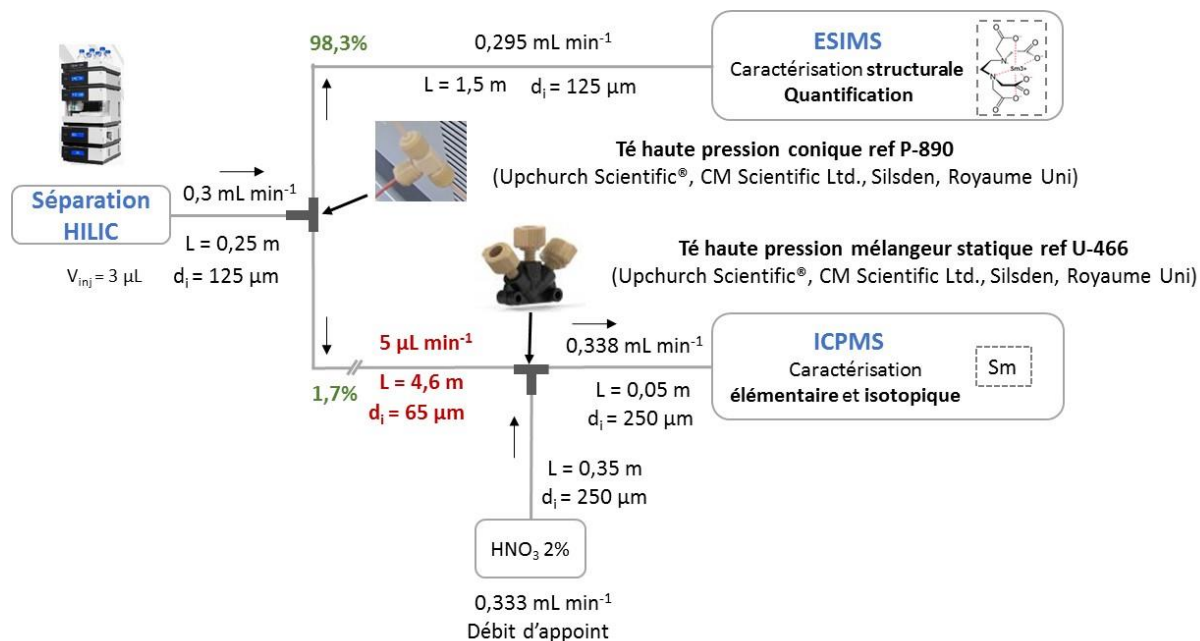 98,3%
0,295 mL min⁻¹
L = 1,5 m dᵢ = 125 µm
ESIMS
Caractérisation structurale
Quantification
O
O⁻
O
O⁻
N
N
Sm3+
O⁻
O
O⁻
O
Té haute pression conique ref P-890
(Upchurch Scientific®, CM Scientific Ltd., Silsden, Royaume Uni)
Séparation
HILIC
0,3 mL min⁻¹
L = 0,25 m
dᵢ = 125 µm
Vᵢₙⱼ = 3 µL
Té haute pression mélangeur statique ref U-466
(Upchurch Scientific®, CM Scientific Ltd., Silsden, Royaume Uni)
1,7%
5 µL min⁻¹
L = 4,6 m
dᵢ = 65 µm
0,338 mL min⁻¹
L = 0,05 m
dᵢ = 250 µm
ICPMS
Caractérisation
élémentaire et isotopique
Sm
L = 0,35 m
dᵢ = 250 µm
HNO₃ 2%
0,333 mL min⁻¹
Débit d’appoint